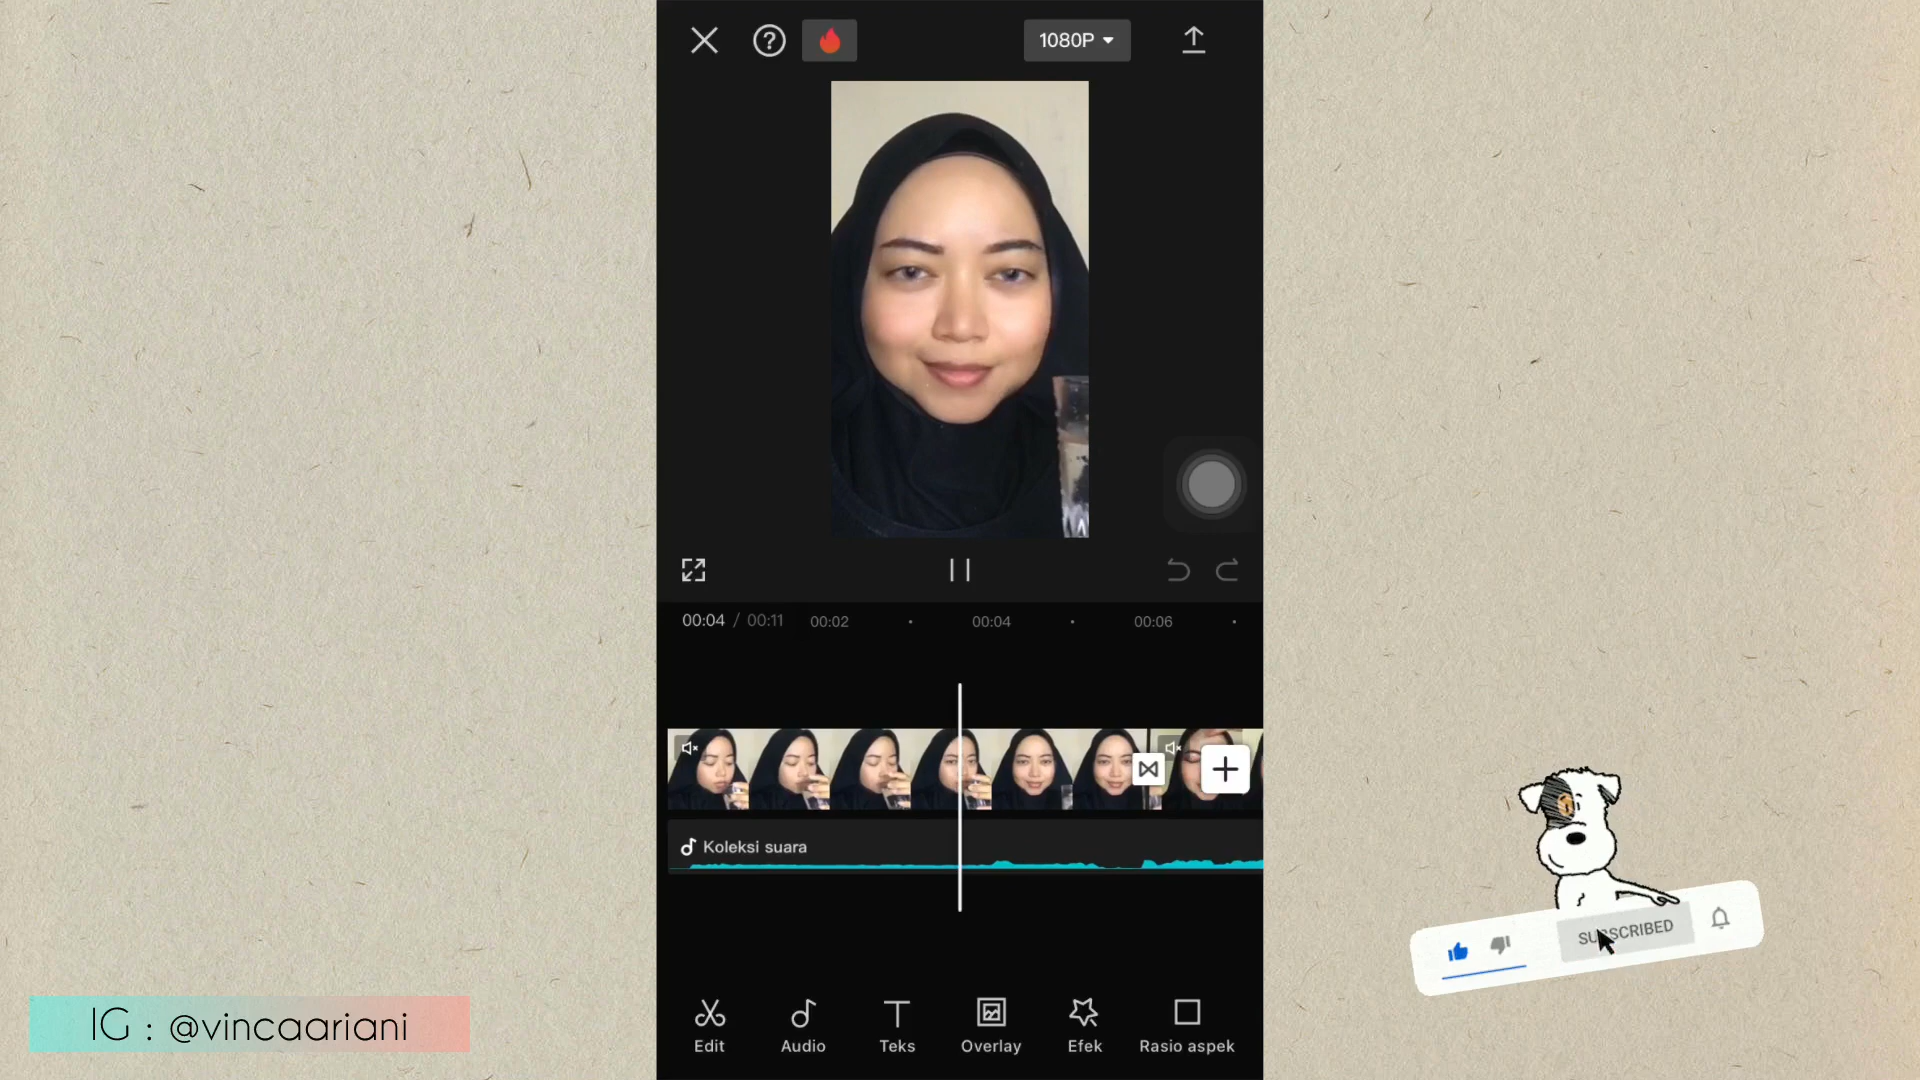 1080P
00:04 / 00:11 00:02 00:04 00:06
Koleksi suara
SUBSCRIBED
IG : @vincaariani
Edit Audio Teks Overlay Efek Rasio aspek